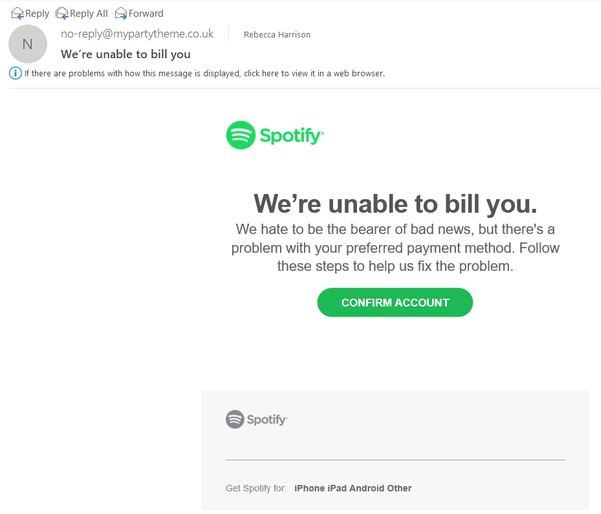 Reply Reply All Forward
N
no-reply@mypartytheme.co.uk Rebecca Harrison
We're unable to bill you
If there are problems with how this message is displayed, click here to view it in a web browser.
Spotify
We're unable to bill you.
We hate to be the bearer of bad news, but there's a
problem with your preferred payment method. Follow
these steps to help us fix the problem.
CONFIRM ACCOUNT
Spotify
Get Spotify for: iPhone iPad Android Other